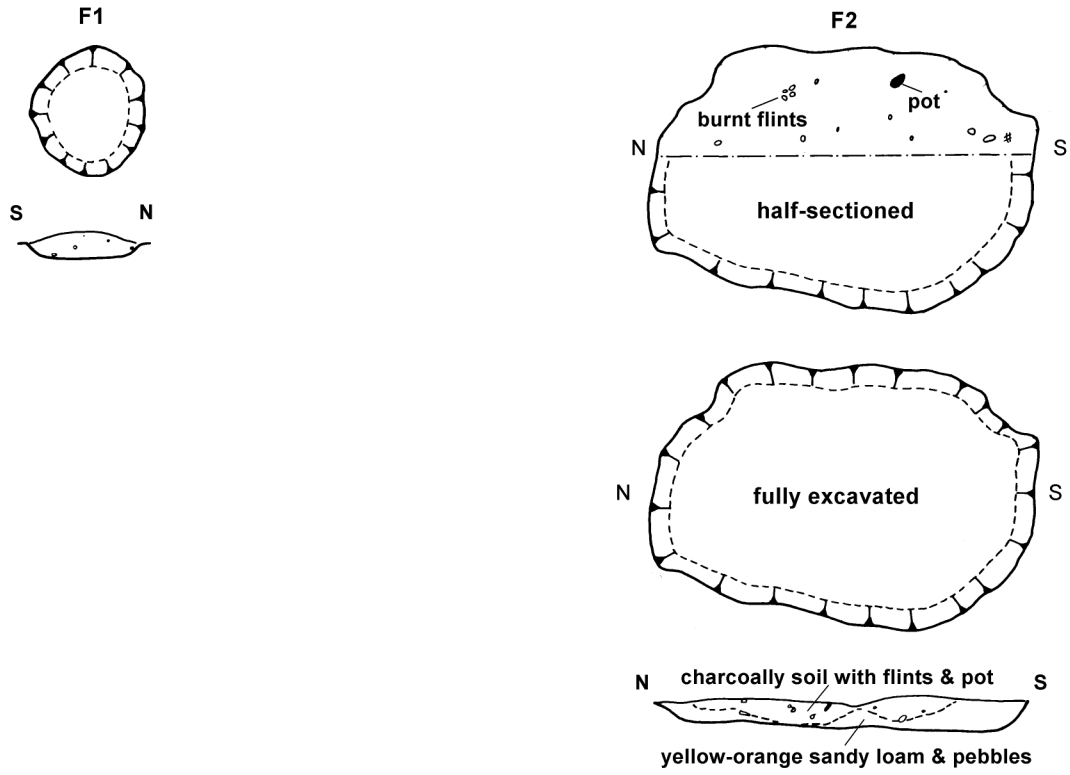 F1
S N
F2
burnt flints
pot
N S
half-sectioned
N S
fully excavated
N S
charcoally soil with flints & pot
yellow-orange sandy loam & pebbles